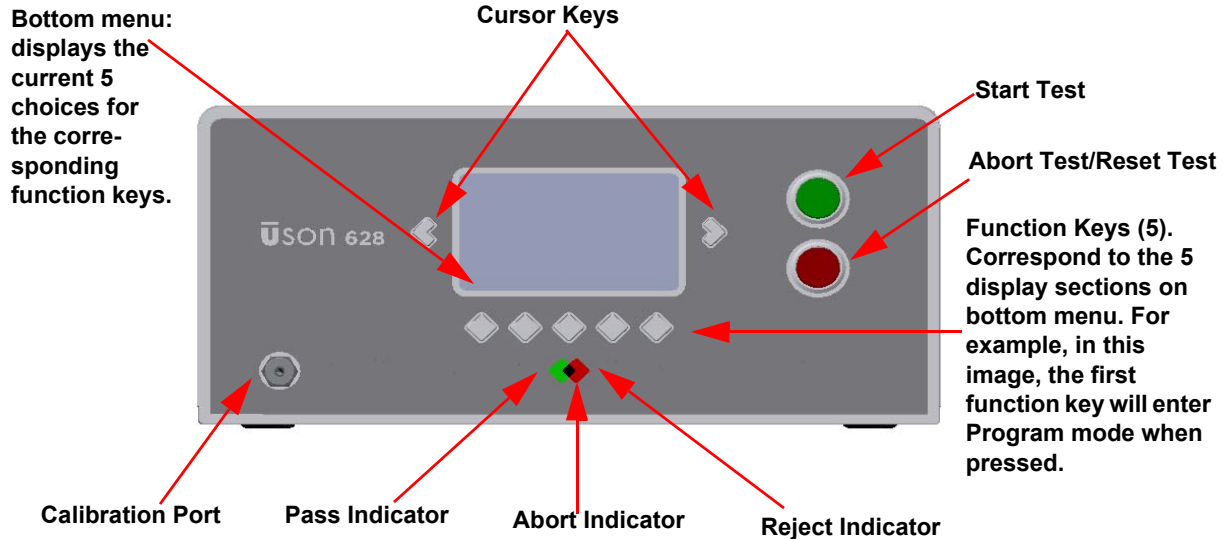 Bottom menu:
displays the
current 5
choices for
the corre-
sponding
function keys.
Cursor Keys
Start Test
Abort Test/Reset Test
Function Keys (5).
Correspond to the 5
display sections on
bottom menu. For
example, in this
image, the first
function key will enter
Program mode when
pressed.
Uson 628
Calibration Port
Pass Indicator
Abort Indicator
Reject Indicator